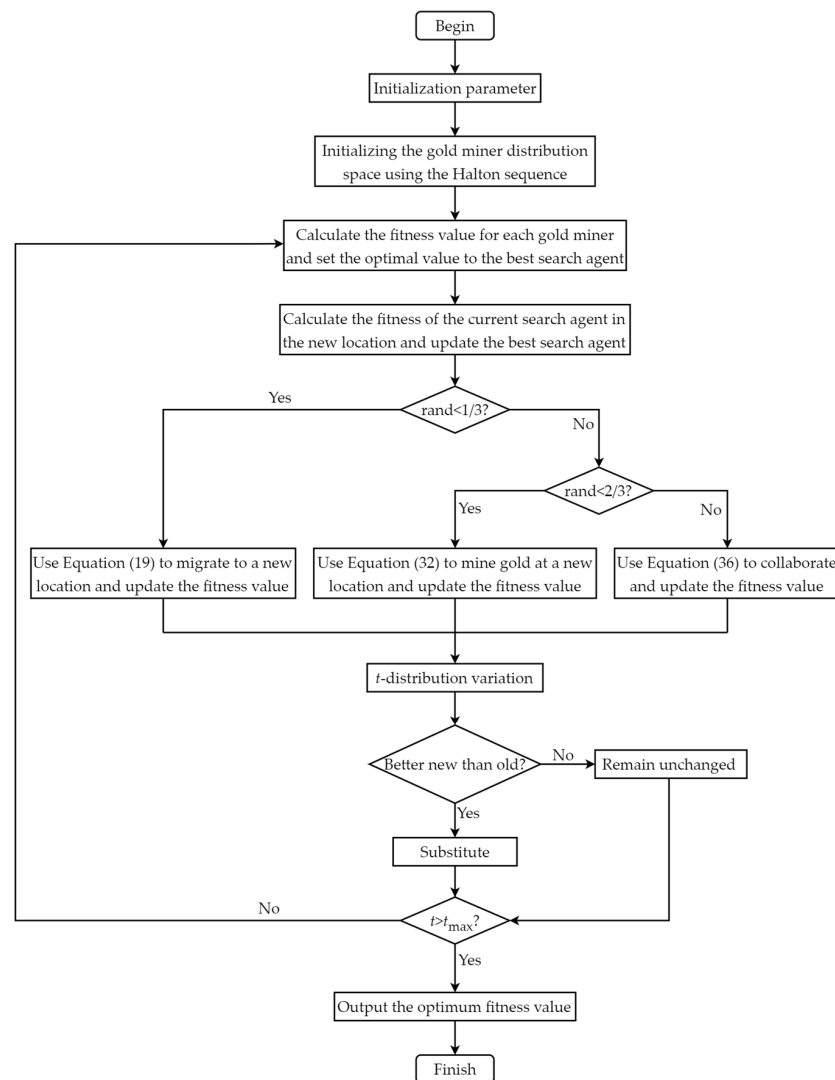 Begin
Initialization parameter
Initializing the gold miner distribution
space using the Halton sequence
Calculate the fitness value for each gold miner
and set the optimal value to the best search agent
Calculate the fitness of the current search agent in
the new location and update the best search agent
Yes
rand<1/3?
No
rand<2/3?
Yes
No
Use Equation (19) to migrate to a new
location and update the fitness value
Use Equation (32) to mine gold at a new
location and update the fitness value
Use Equation (36) to collaborate
and update the fitness value
t-distribution variation
Better new than old?
No
Remain unchanged
Yes
Substitute
No
t>tmax?
Yes
Output the optimum fitness value
Finish